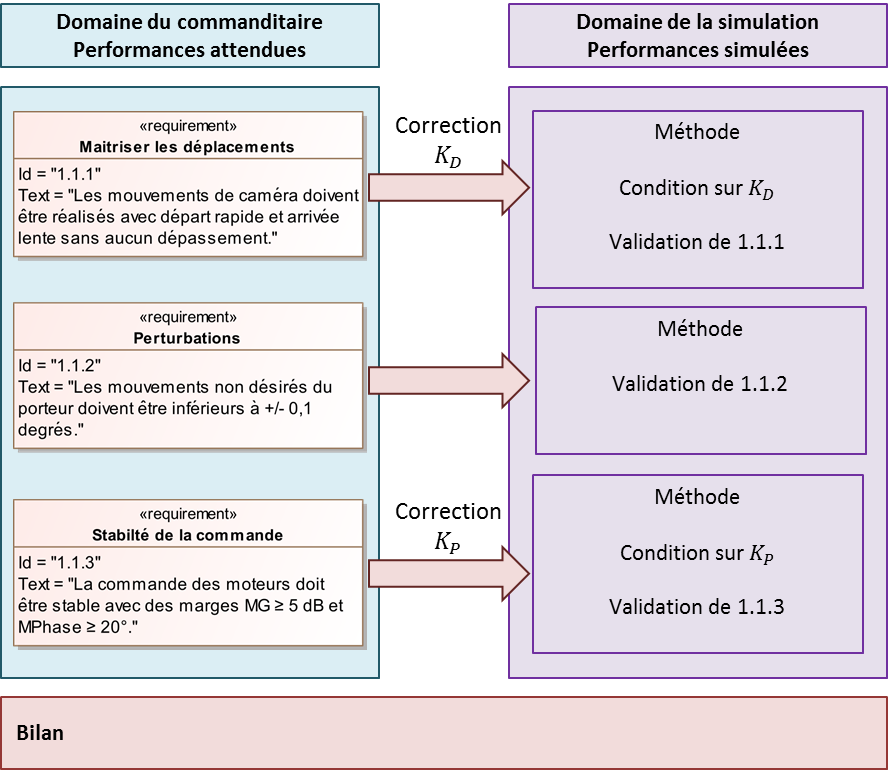 Domaine du commanditaire
Performances attendues
Domaine de la simulation
Performances simulées
«requirement»
Maitriser les déplacements
Id = "1.1.1"
Text = "Les mouvements de caméra doivent
être réalisés avec départ rapide et arrivée
lente sans aucun dépassement."
Correction
K_D
Méthode
Condition sur K_D
Validation de 1.1.1
«requirement»
Perturbations
Id = "1.1.2"
Text = "Les mouvements non désirés du
porteur doivent être inférieurs à +/- 0,1
degrés."
Méthode
Validation de 1.1.2
«requirement»
Stabilté de la commande
Id = "1.1.3"
Text = "La commande des moteurs doit
être stable avec des marges MG ≥ 5 dB et
MPhase ≥ 20°."
Correction
K_P
Méthode
Condition sur K_P
Validation de 1.1.3
Bilan